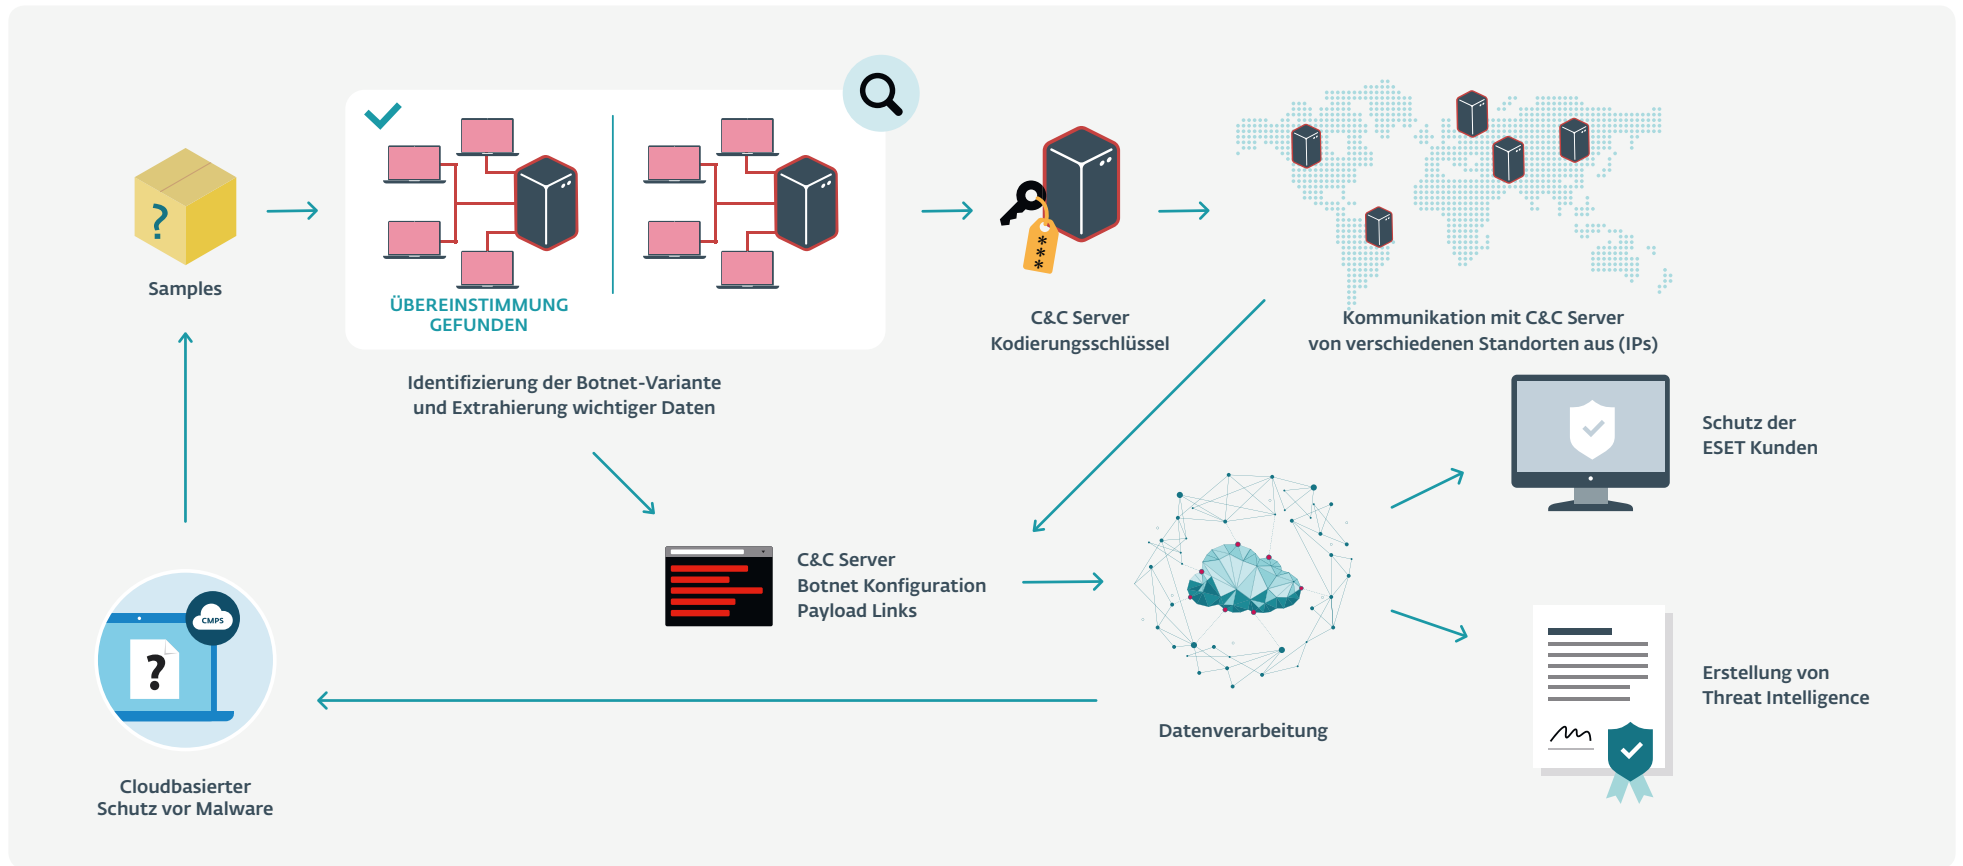 Samples
?
ÜBEREINSTIMMUNG
GEFUNDEN
Identifizierung der Botnet-Variante
und Extrahierung wichtiger Daten
***
C&C Server
Kodierungsschlüssel
Kommunikation mit C&C Server
von verschiedenen Standorten aus (IPs)
Schutz der
ESET Kunden
C&C Server
Botnet Konfiguration
Payload Links
Datenverarbeitung
Erstellung von
Threat Intelligence
CMPS
?
Cloudbasierter
Schutz vor Malware